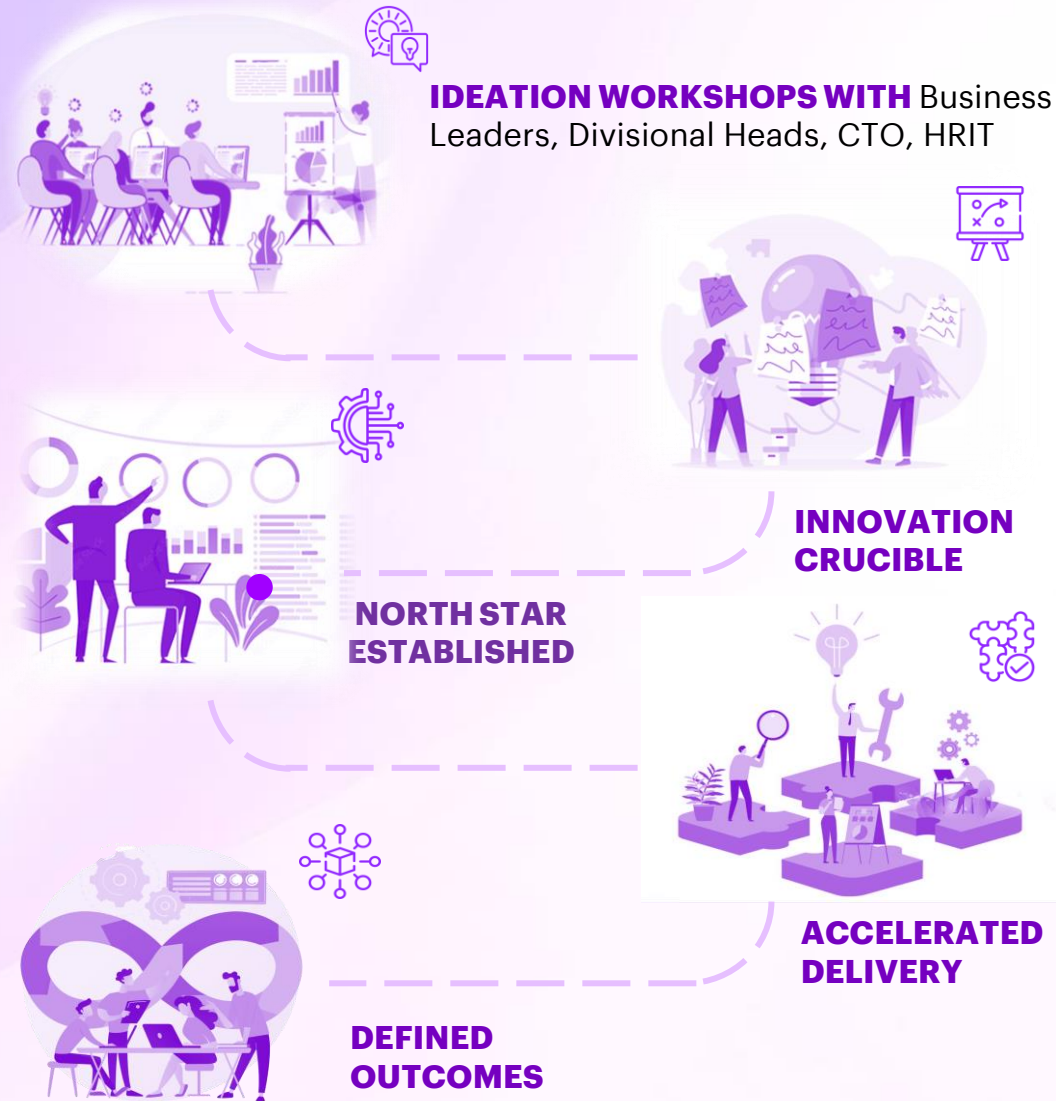 IDEATION WORKSHOPS WITH Business
Leaders, Divisional Heads, CTO, HRIT
INNOVATION
CRUCIBLE
NORTH STAR
ESTABLISHED
ACCELERATED
DELIVERY
DEFINED
OUTCOMES